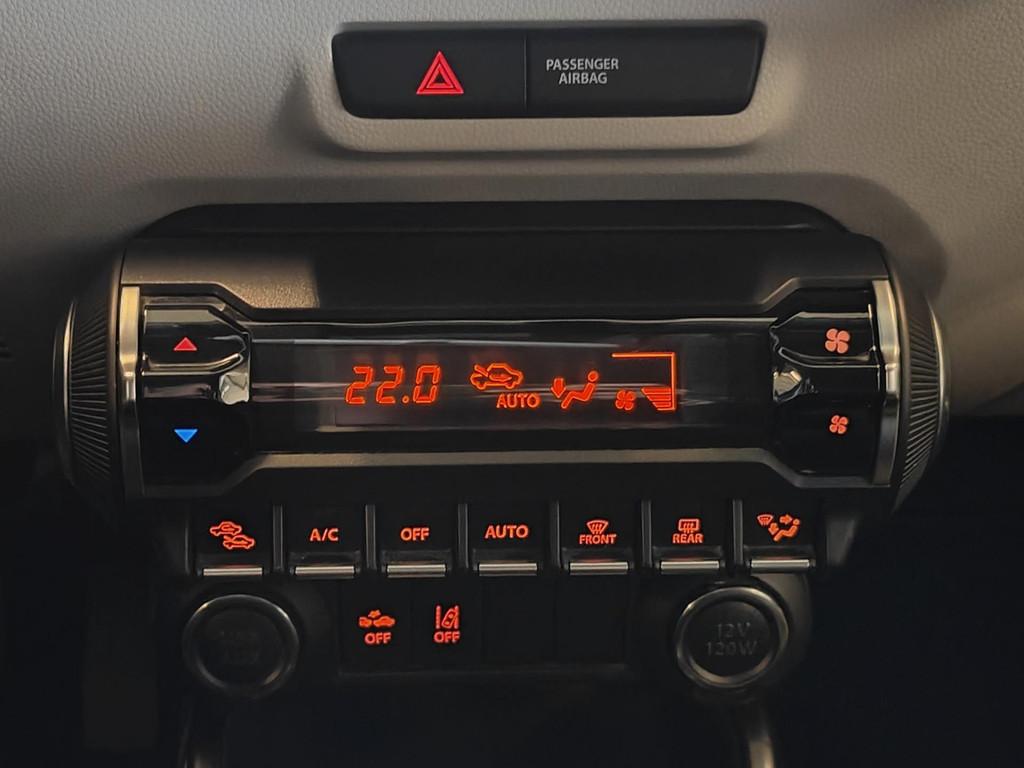 PASSENGER
AIRBAG
22.0
AUTO
A/C
OFF
AUTO
FRONT
REAR
OFF
OFF
12V
120W